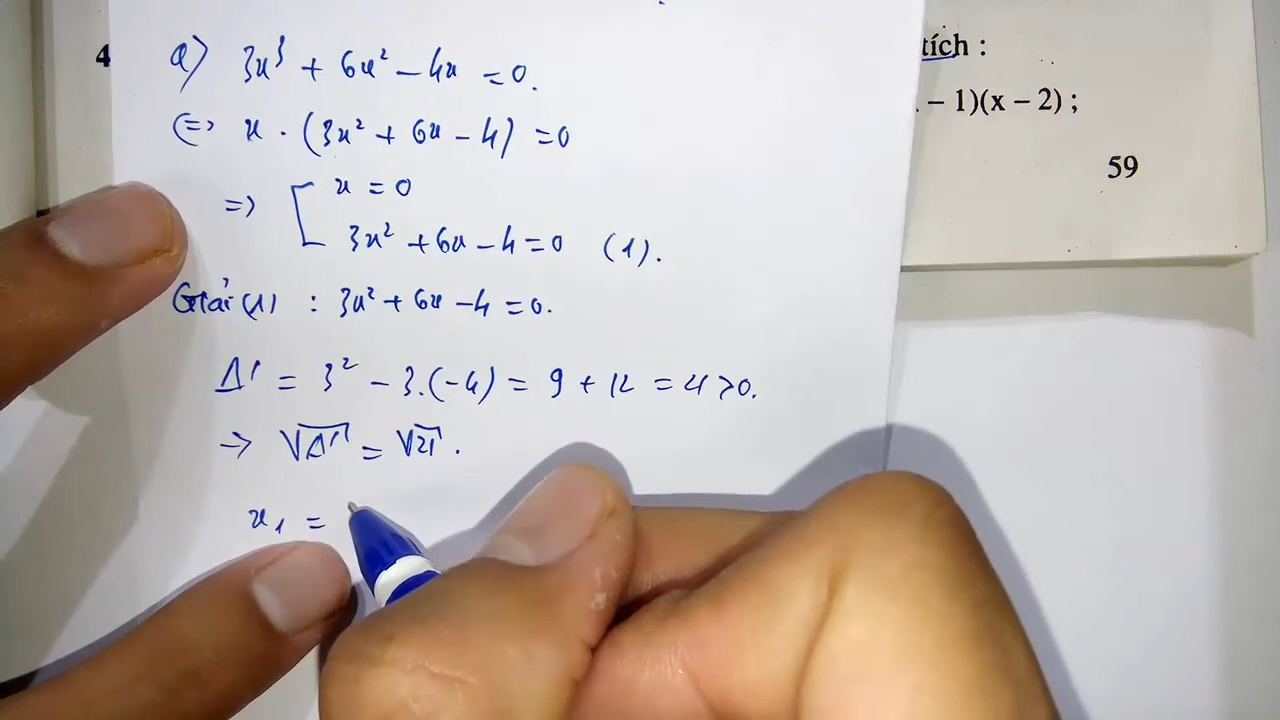 4
a) 3x³ + 6x² - 4x = 0.
<=> x . (3x² + 6x - 4) = 0
=> [ x = 0
3x² + 6x - 4 = 0 (1).
Giải (1) : 3x² + 6x - 4 = 0.
Δ' = 3² - 3.(-4) = 9 + 12 = 21 > 0.
→ √Δ' = √21 .
x₁ =
tích :
- 1)(x - 2) ;
59